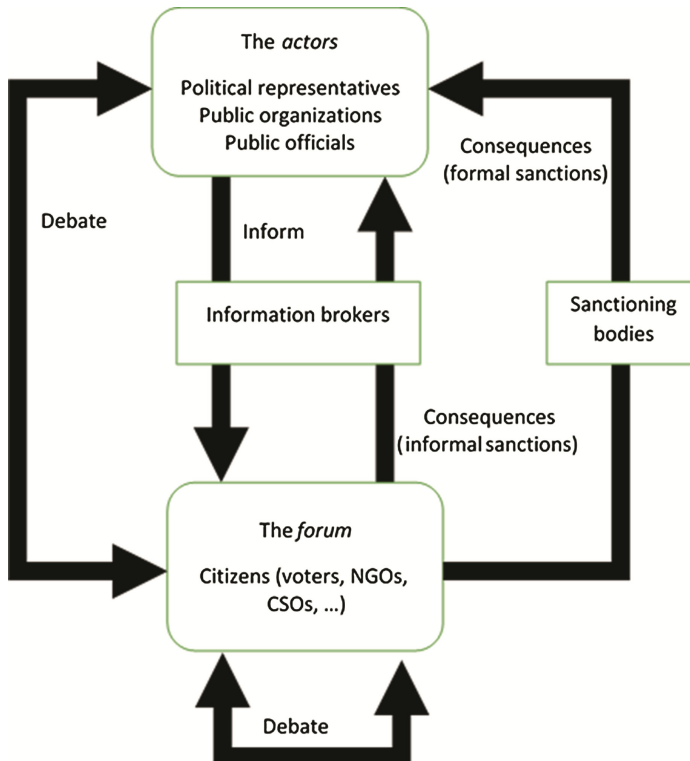 The actors
Political representatives
Public organizations
Public officials
Consequences
(formal sanctions)
Debate
Inform
Information brokers
Sanctioning
bodies
Consequences
(informal sanctions)
The forum
Citizens (voters, NGOs,
CSOs, ...)
Debate